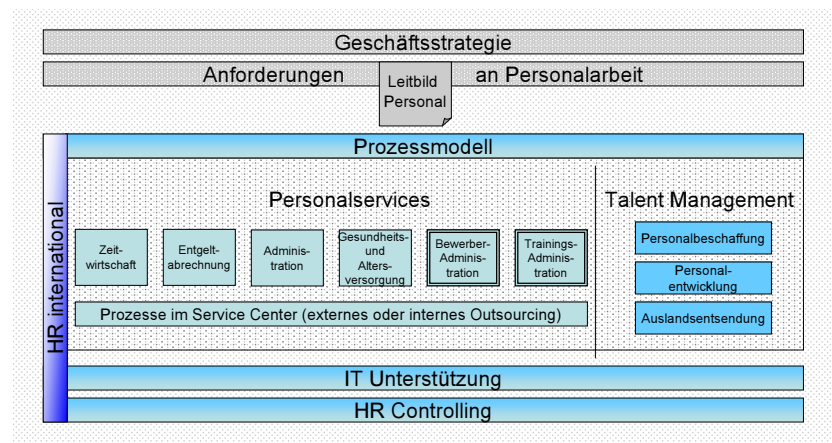 Geschäftsstrategie
Anforderungen an Personalarbeit
Leitbild
Personal
HR international
Prozessmodell
Personalservices
Zeit-
wirtschaft
Entgelt-
abrechnung
Adminis-
tration
Gesundheits-
und
Alters-
versorgung
Bewerber-
Adminis-
tration
Trainings-
Adminis-
tration
Prozesse im Service Center (externes oder internes Outsourcing)
Talent Management
Personalbeschaffung
Personal-
entwicklung
Auslandsentsendung
IT Unterstützung
HR Controlling